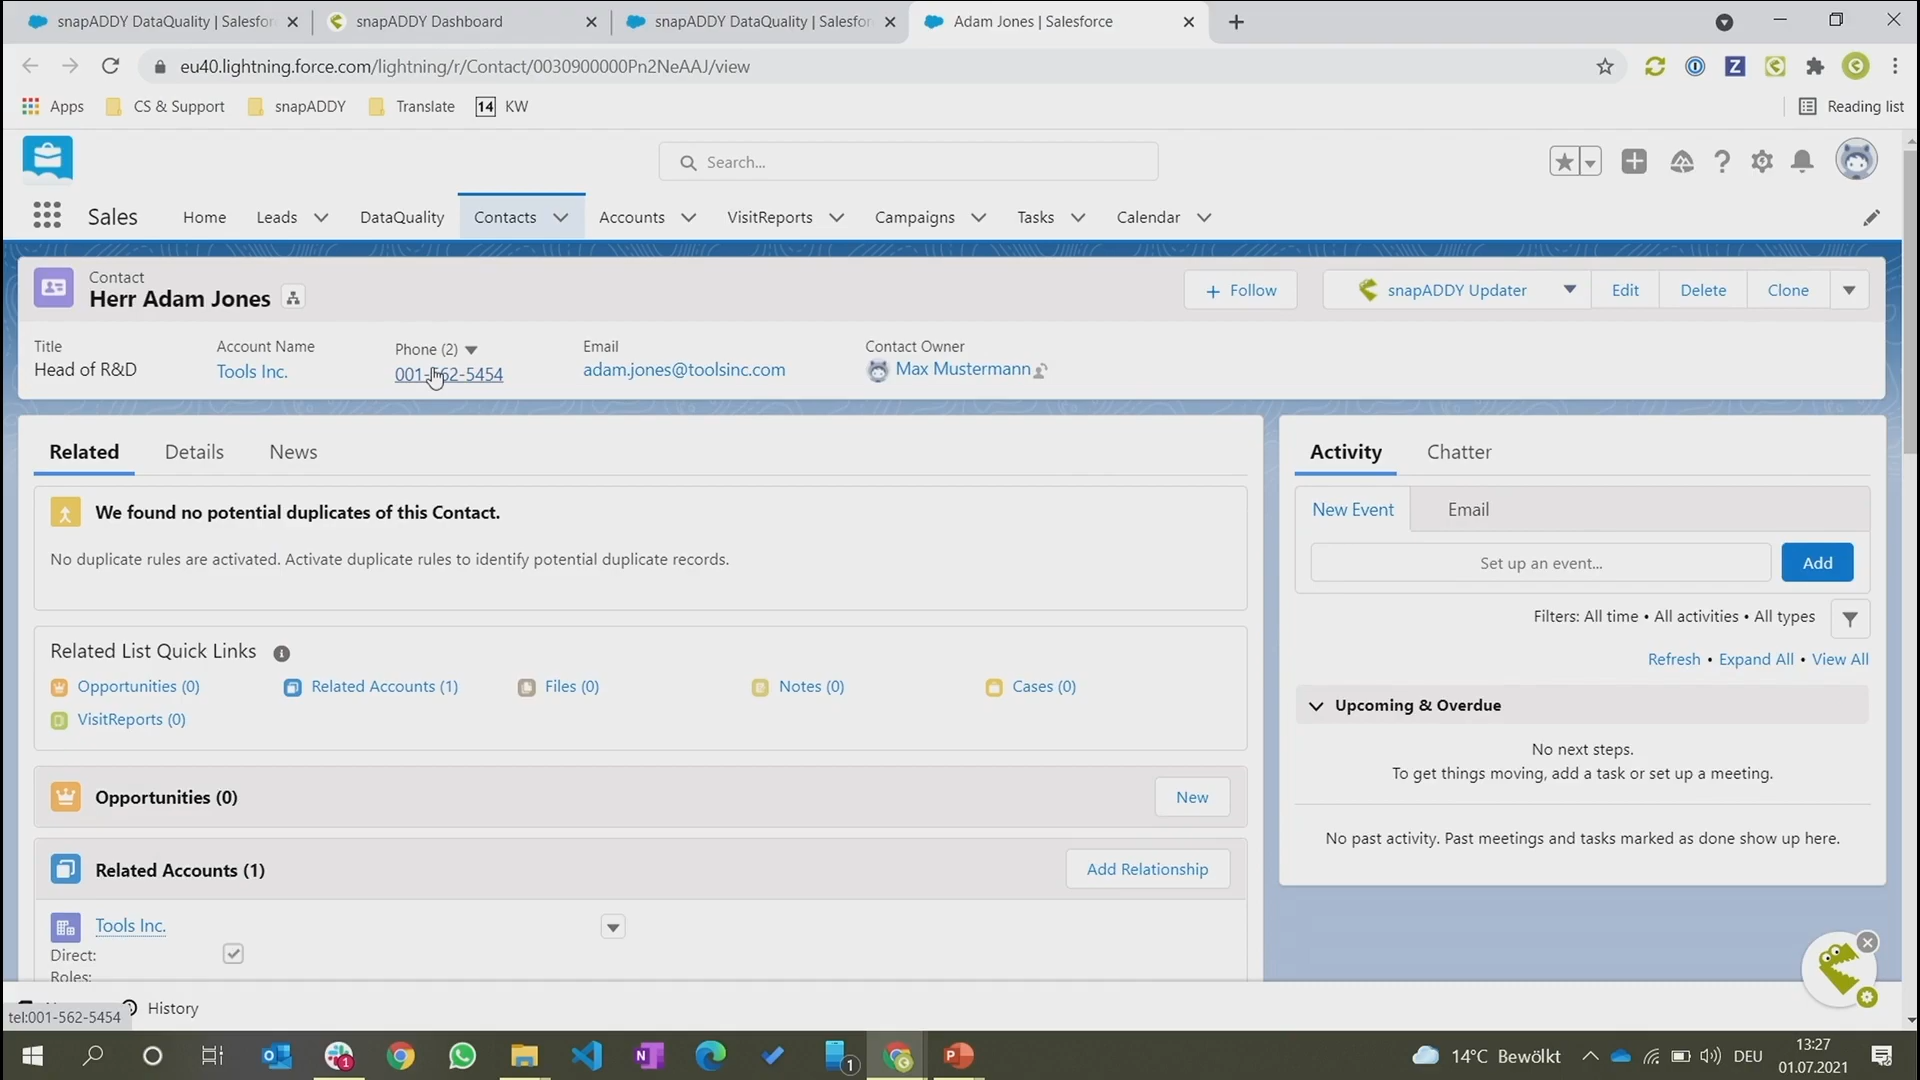 snapADDY DataQuality | Salesfor
snapADDY Dashboard
snapADDY DataQuality | Salesfor
Adam Jones | Salesforce
eu40.lightning.force.com/lightning/r/Contact/0030900000Pn2NeAAJ/view
Apps
CS & Support
snapADDY
Translate
14 KW
Reading list
Search...
Sales
Home
Leads
DataQuality
Contacts
Accounts
VisitReports
Campaigns
Tasks
Calendar
Contact
Herr Adam Jones
Follow
snapADDY Updater
Edit
Delete
Clone
Title
Head of R&D
Account Name
Tools Inc.
Phone (2)
001-562-5454
Email
adam.jones@toolsinc.com
Contact Owner
Max Mustermann
Related
Details
News
We found no potential duplicates of this Contact.
No duplicate rules are activated. Activate duplicate rules to identify potential duplicate records.
Related List Quick Links
Opportunities (0)
Related Accounts (1)
Files (0)
Notes (0)
Cases (0)
VisitReports (0)
Opportunities (0)
New
Related Accounts (1)
Add Relationship
Tools Inc.
Direct:
Roles:
Activity
Chatter
New Event
Email
Set up an event...
Add
Filters: All time • All activities • All types
Refresh • Expand All • View All
Upcoming & Overdue
No next steps.
To get things moving, add a task or set up a meeting.
No past activity. Past meetings and tasks marked as done show up here.
History
tel:001-562-5454
1
1
14°C Bewölkt
DEU
13:27
01.07.2021